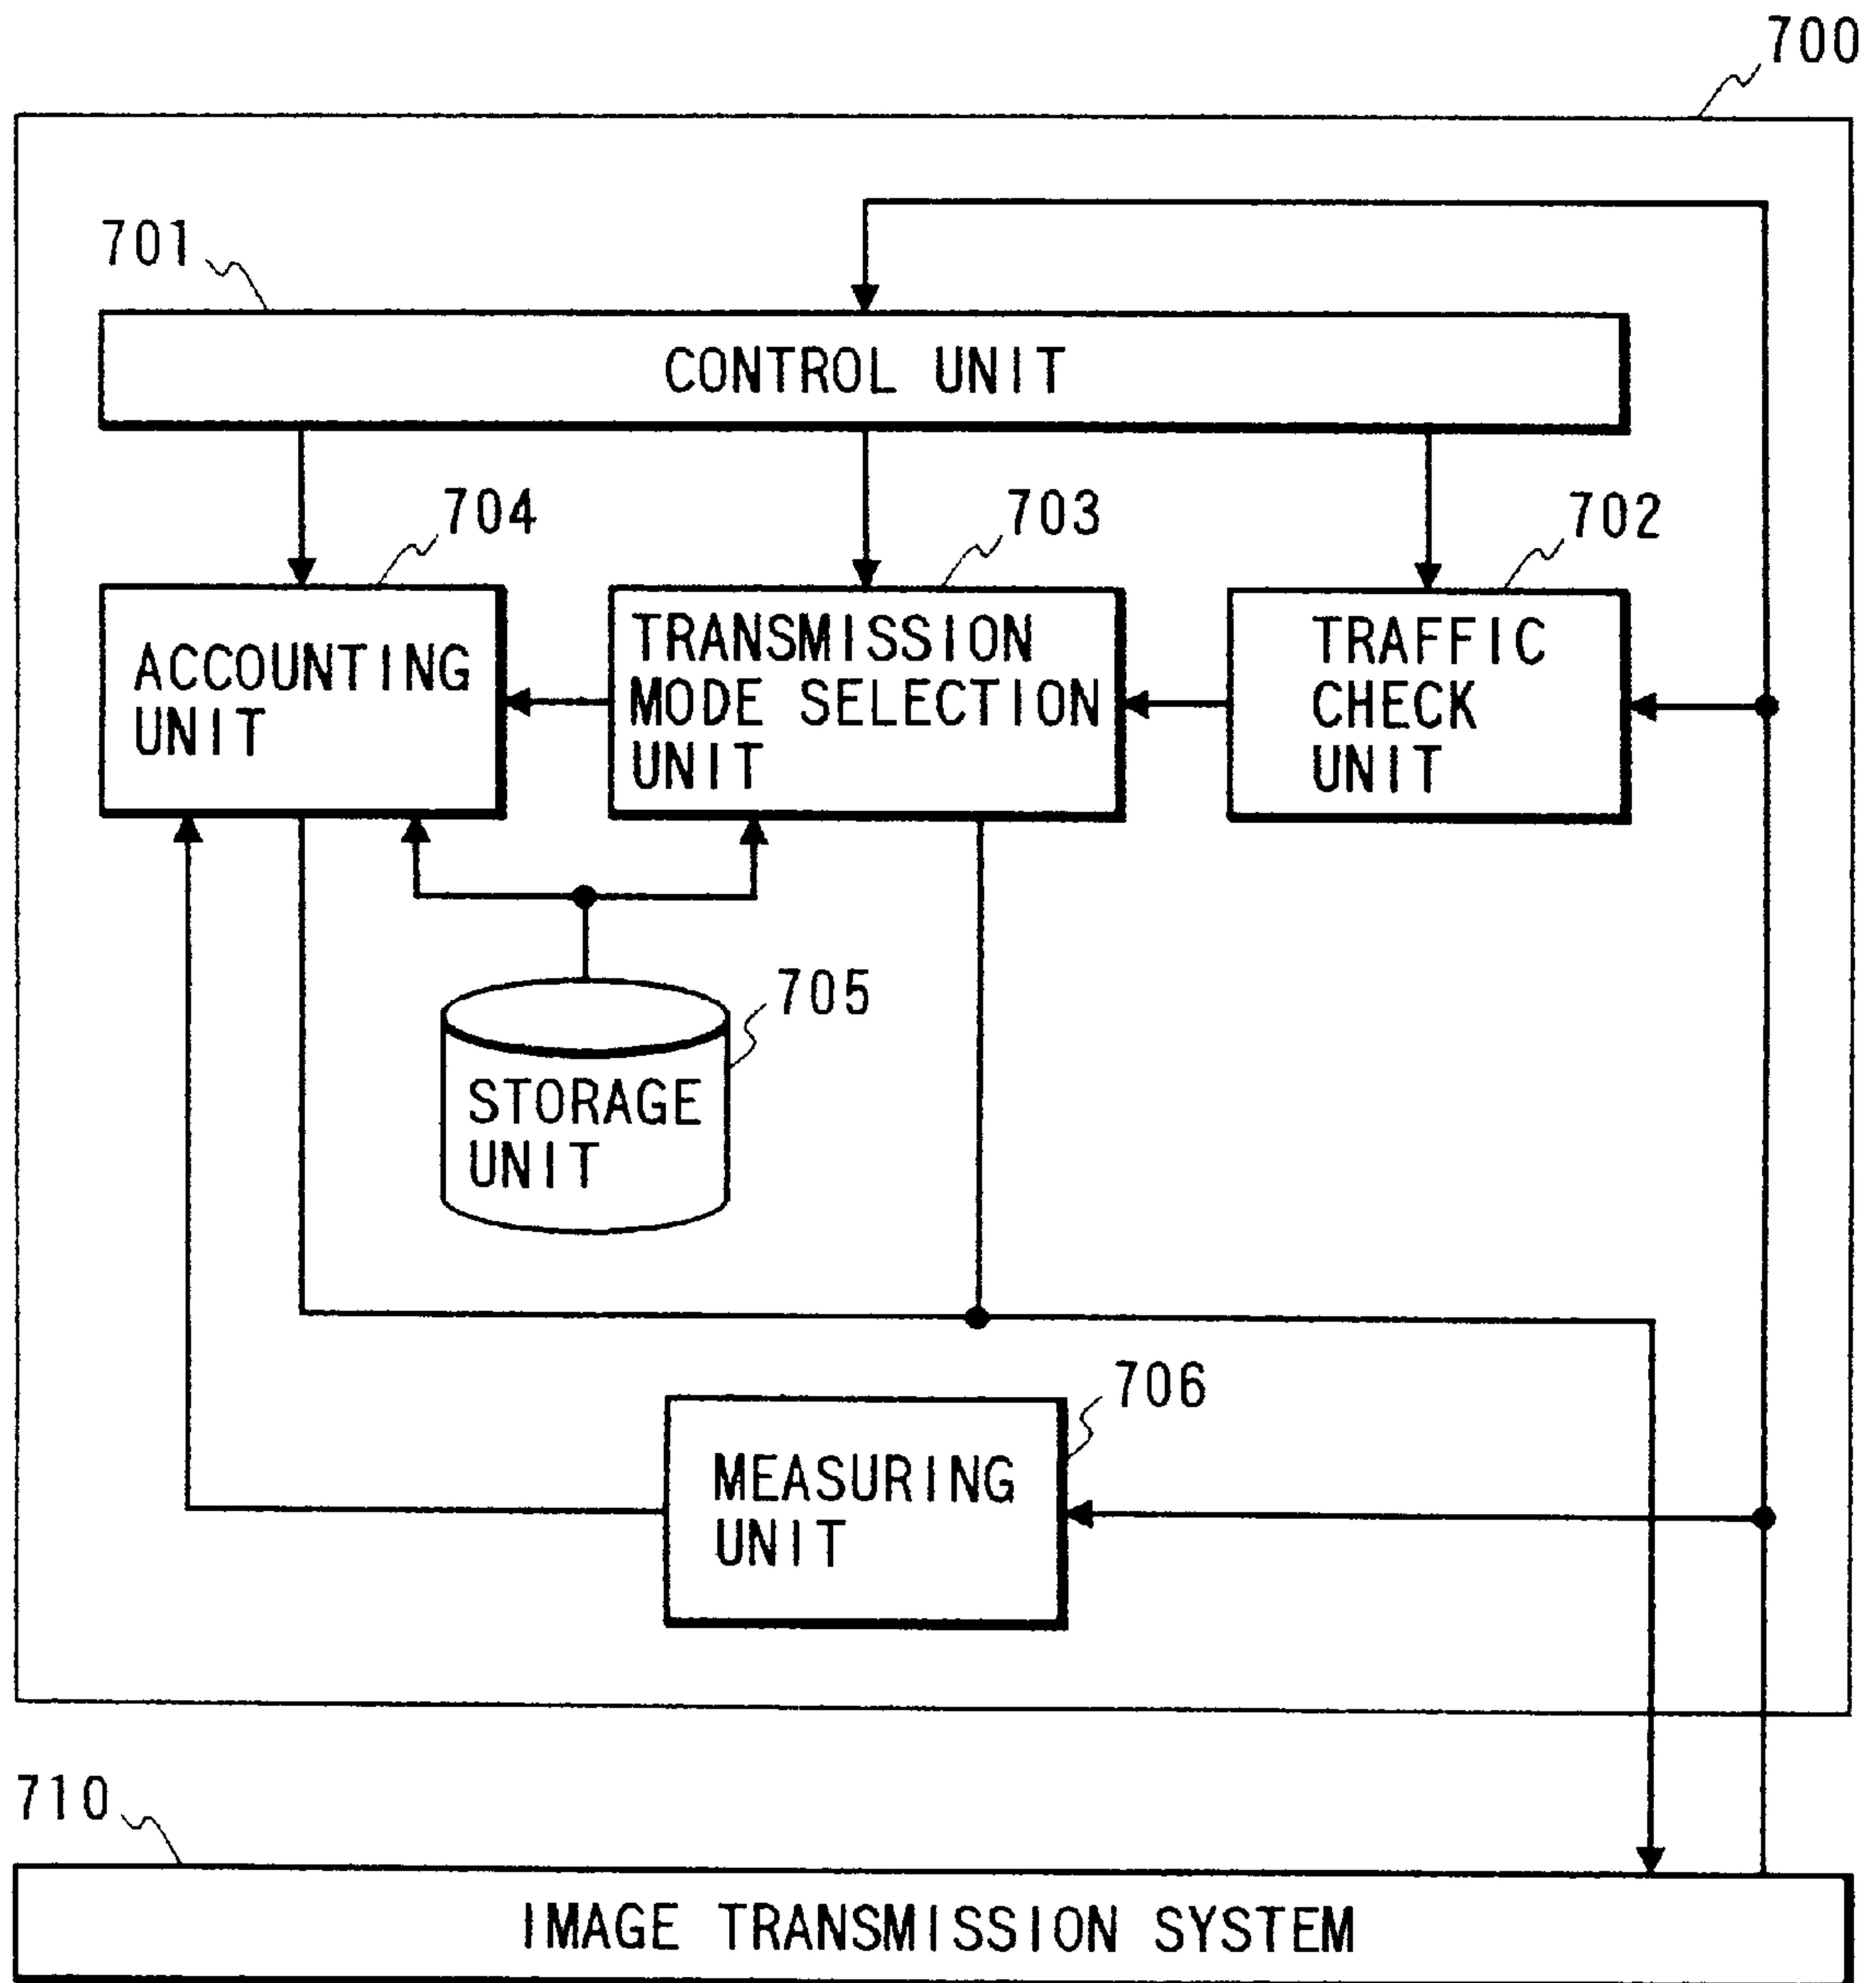 700
701
CONTROL UNIT
704
703
702
ACCOUNTING
UNIT
TRANSMISSION
MODE SELECTION
UNIT
TRAFFIC
CHECK
UNIT
705
STORAGE
UNIT
706
MEASURING
UNIT
710
IMAGE TRANSMISSION SYSTEM